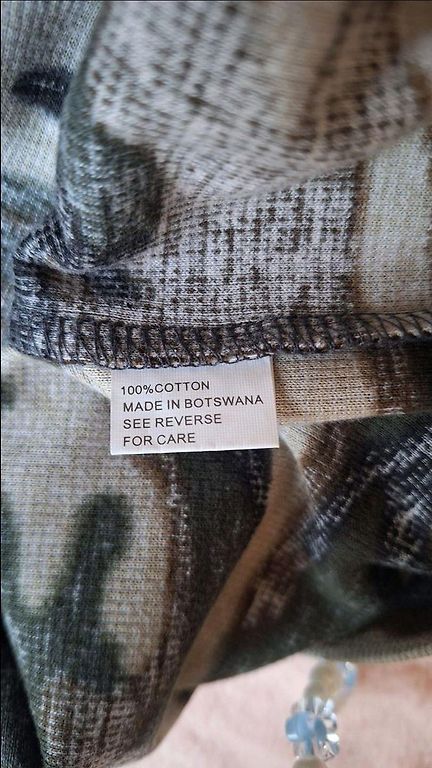 100%COTTON
MADE IN BOTSWANA
SEE REVERSE
FOR CARE